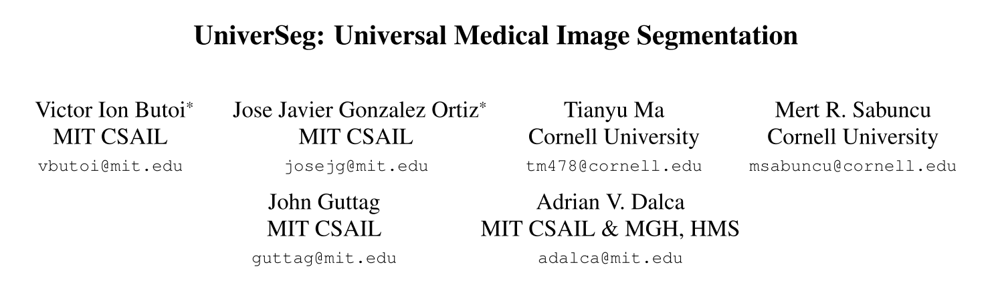 UniverSeg: Universal Medical Image Segmentation
Victor Ion Butoi* Jose Javier Gonzalez Ortiz* Tianyu Ma Mert R. Sabuncu
MIT CSAIL MIT CSAIL Cornell University Cornell University
vbutoi@mit.edu josejg@mit.edu tm478@cornell.edu msabuncu@cornell.edu
John Guttag Adrian V. Dalca
MIT CSAIL MIT CSAIL & MGH, HMS
guttag@mit.edu adalca@mit.edu